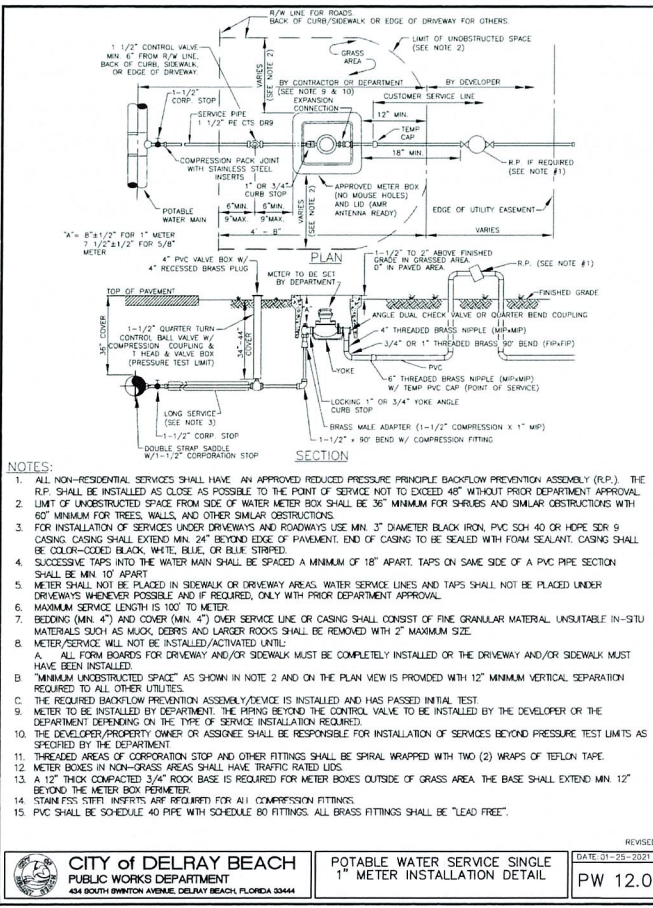 R/W LINE FOR ROADS.
BACK OF CURB/SIDEWALK OR EDGE OF DRIVEWAY FOR OTHERS.
1 1/2" CONTROL VALVE
MIN. 6" FROM R/W LINE,
BACK OF CURB, SIDEWALK,
OR EDGE OF DRIVEWAY.
VARIES
(SEE NOTE 2)
GRASS
AREA
LIMIT OF UNOBSTRUCTED SPACE
(SEE NOTE 2)
BY CONTRACTOR OR DEPARTMENT
(SEE NOTE 9 & 10)
BY DEVELOPER
1-1/2"
CORP. STOP
EXPANSION
CONNECTION
CUSTOMER SERVICE LINE
SERVICE PIPE
1 1/2" PE CTS DR9
12" MIN.
TEMP
CAP
18" MIN.
COMPRESSION PACK JOINT
WITH STAINLESS STEEL
INSERTS
R.P. IF REQUIRED
(SEE NOTE #1)
1" OR 3/4"
CURB STOP
APPROVED METER BOX
(NO MOUSE HOLES)
AND LID (AMR
ANTENNA READY)
POTABLE
WATER MAIN
6"MIN. 6"MIN.
9"MAX. 9"MAX.
VARIES
(SEE NOTE 2)
EDGE OF UTILITY EASEMENT
4' - 8"
VARIES
"A"= 8"±1/2" FOR 1" METER
7 1/2"±1/2" FOR 5/8"
METER
PLAN
4" PVC VALVE BOX W/
4" RECESSED BRASS PLUG
METER TO BE SET
BY DEPARTMENT
1-1/2" TO 2" ABOVE FINISHED
GRADE IN GRASSED AREA.
0" IN PAVED AREA.
R.P. (SEE NOTE #1)
TOP OF PAVEMENT
FINISHED GRADE
"A"
ANGLE DUAL CHECK VALVE OR QUARTER BEND COUPLING
36" COVER
1-1/2" QUARTER TURN
CONTROL BALL VALVE W/
COMPRESSION COUPLING &
T HEAD & VALVE BOX
(PRESSURE TEST LIMIT)
34"-44"
COVER
4" THREADED BRASS NIPPLE (MIPxMIP)
3/4" OR 1" THREADED BRASS 90° BEND (FIPxFIP)
YOKE
PVC
6" THREADED BRASS NIPPLE (MIPxMIP)
W/ TEMP PVC CAP (POINT OF SERVICE)
LONG SERVICE
(SEE NOTE 3)
LOCKING 1" OR 3/4" YOKE ANGLE
CURB STOP
1-1/2" CORP. STOP
BRASS MALE ADAPTER (1-1/2" COMPRESSION X 1" MIP)
1-1/2" x 90° BEND W/ COMPRESSION FITTING
DOUBLE STRAP SADDLE
W/1-1/2" CORPORATION STOP
SECTION
NOTES:
1. ALL NON-RESIDENTIAL SERVICES SHALL HAVE AN APPROVED REDUCED PRESSURE PRINCIPLE BACKFLOW PREVENTION ASSEMBLY (R.P.). THE
R.P. SHALL BE INSTALLED AS CLOSE AS POSSIBLE TO THE POINT OF SERVICE NOT TO EXCEED 48" WITHOUT PRIOR DEPARTMENT APPROVAL
2. LIMIT OF UNOBSTRUCTED SPACE FROM SIDE OF WATER METER BOX SHALL BE 36" MINIMUM FOR SHRUBS AND SIMILAR OBSTRUCTIONS WITH
60" MINIMUM FOR TREES, WALLS, AND OTHER SIMILAR OBSTRUCTIONS.
3. FOR INSTALLATION OF SERVICES UNDER DRIVEWAYS AND ROADWAYS USE MIN. 3" DIAMETER BLACK IRON, PVC SCH 40 OR HDPE SDR 9
CASING. CASING SHALL EXTEND MIN. 24" BEYOND EDGE OF PAVEMENT. END OF CASING TO BE SEALED WITH FOAM SEALANT. CASING SHALL
BE COLOR-CODED BLACK, WHITE, BLUE, OR BLUE STRIPED.
4. SUCCESSIVE TAPS INTO THE WATER MAIN SHALL BE SPACED A MINIMUM OF 18" APART. TAPS ON SAME SIDE OF A PVC PIPE SECTION
SHALL BE MIN. 10' APART
5. METER SHALL NOT BE PLACED IN SIDEWALK OR DRIVEWAY AREAS. WATER SERVICE LINES AND TAPS SHALL NOT BE PLACED UNDER
DRIVEWAYS WHENEVER POSSIBLE AND IF REQUIRED, ONLY WITH PRIOR DEPARTMENT APPROVAL.
6. MAXIMUM SERVICE LENGTH IS 100' TO METER.
7. BEDDING (MIN. 4") AND COVER (MIN. 4") OVER SERVICE LINE OR CASING SHALL CONSIST OF FINE GRANULAR MATERIAL. UNSUITABLE IN-SITU
MATERIALS SUCH AS MUCK, DEBRIS AND LARGER ROCKS SHALL BE REMOVED WITH 2" MAXIMUM SIZE.
8. METER/SERVICE WILL NOT BE INSTALLED/ACTIVATED UNTIL:
A. ALL FORM BOARDS FOR DRIVEWAY AND/OR SIDEWALK MUST BE COMPLETELY INSTALLED OR THE DRIVEWAY AND/OR SIDEWALK MUST
HAVE BEEN INSTALLED.
B. "MINIMUM UNOBSTRUCTED SPACE" AS SHOWN IN NOTE 2 AND ON THE PLAN VIEW IS PROVIDED WITH 12" MINIMUM VERTICAL SEPARATION
REQUIRED TO ALL OTHER UTILITIES.
C. THE REQUIRED BACKFLOW PREVENTION ASSEMBLY/DEVICE IS INSTALLED AND HAS PASSED INITIAL TEST.
9. METER TO BE INSTALLED BY DEPARTMENT. THE PIPING BEYOND THE CONTROL VALVE TO BE INSTALLED BY THE DEVELOPER OR THE
DEPARTMENT DEPENDING ON THE TYPE OF SERVICE INSTALLATION REQUIRED.
10. THE DEVELOPER/PROPERTY OWNER OR ASSIGNEE SHALL BE RESPONSIBLE FOR INSTALLATION OF SERVICES BEYOND PRESSURE TEST LIMITS AS
SPECIFIED BY THE DEPARTMENT.
11. THREADED AREAS OF CORPORATION STOP AND OTHER FITTINGS SHALL BE SPIRAL WRAPPED WITH TWO (2) WRAPS OF TEFLON TAPE.
12. METER BOXES IN NON-GRASS AREAS SHALL HAVE TRAFFIC RATED LIDS.
13. A 12" THICK COMPACTED 3/4" ROCK BASE IS REQUIRED FOR METER BOXES OUTSIDE OF GRASS AREA. THE BASE SHALL EXTEND MIN. 12"
BEYOND THE METER BOX PERIMETER.
14. STAINLESS STEEL INSERTS ARE REQUIRED FOR ALL COMPRESSION FITTINGS.
15. PVC SHALL BE SCHEDULE 40 PIPE WITH SCHEDULE 80 FITTINGS. ALL BRASS FITTINGS SHALL BE "LEAD FREE".
REVISED
CITY of DELRAY BEACH
PUBLIC WORKS DEPARTMENT
434 SOUTH SWINTON AVENUE, DELRAY BEACH, FLORIDA 33444
POTABLE WATER SERVICE SINGLE
1" METER INSTALLATION DETAIL
DATE: 01-25-2021
PW 12.0